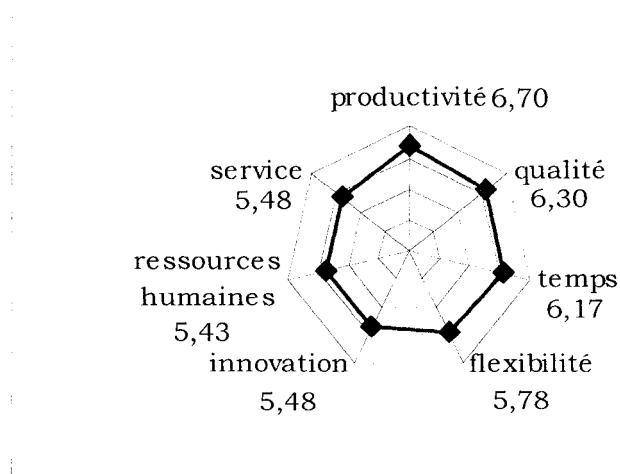 productivité 6,70
service
5,48
qualité
6,30
ressources
humaines
5,43
temps
6,17
innovation
5,48
flexibilité
5,78